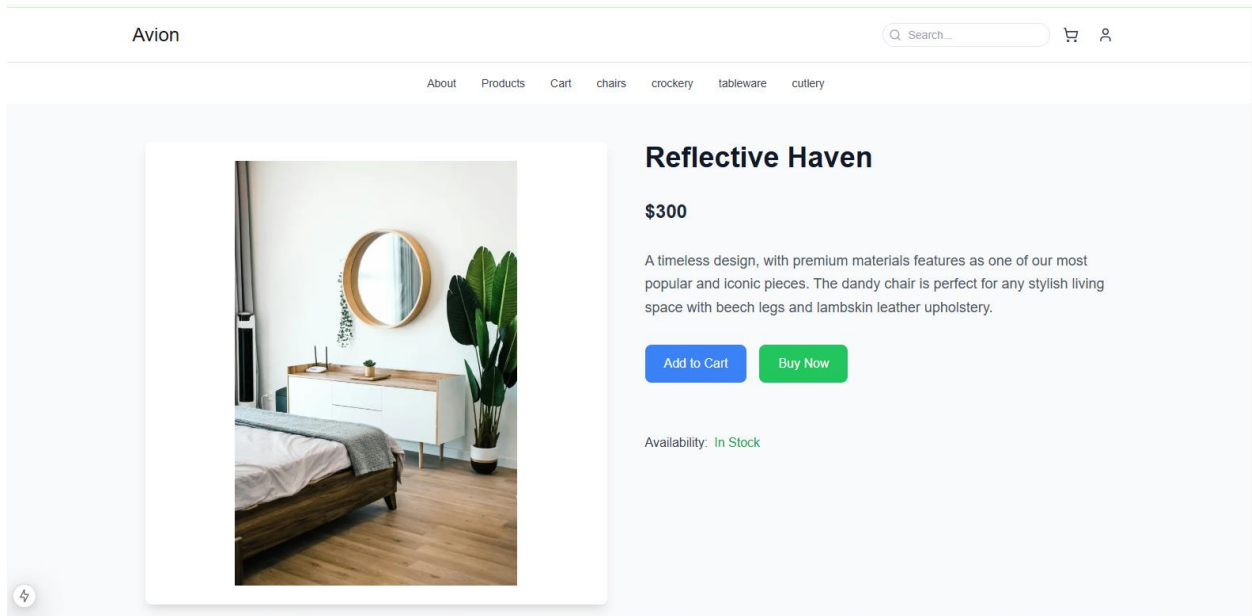 Avion
Search...
About Products Cart chairs crockery tableware cutlery
Reflective Haven
$300
A timeless design, with premium materials features as one of our most
popular and iconic pieces. The dandy chair is perfect for any stylish living
space with beech legs and lambskin leather upholstery.
Add to Cart Buy Now
Availability: In Stock